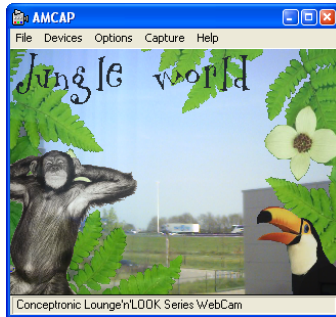 AMCAP
File Devices Options Capture Help
Jungle world
Conceptronic Lounge'n'LOOK Series WebCam